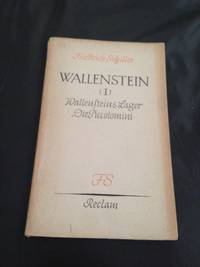 Friedrich Schiller
WALLENSTEIN
(I)
Wallensteins Lager
Die Piccolomini
FS
Reclam